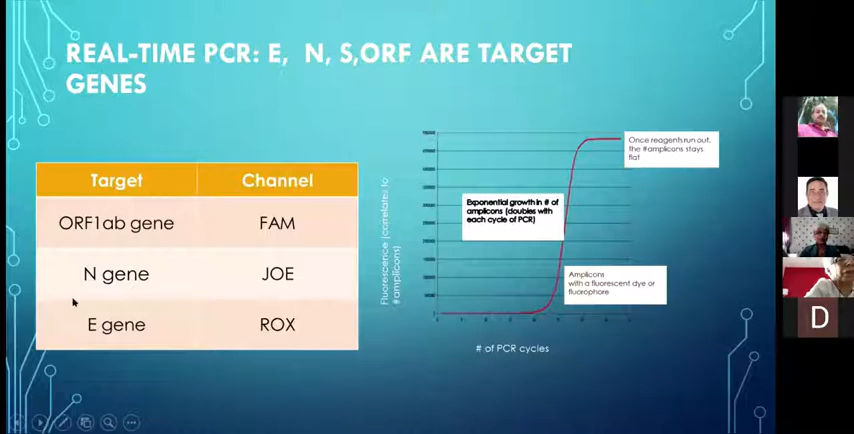 REAL-TIME PCR: E, N, S,ORF ARE TARGET
GENES
Target Channel
ORF1ab gene FAM
N gene JOE
E gene ROX
Fluorescence (correlates to
#amplicons)
Exponential growth in # of
amplicons (doubles with
each cycle of PCR)
Once reagents run out,
the #amplicons stays
flat
Amplicons
with a fluorescent dye or
fluorophore
# of PCR cycles
D